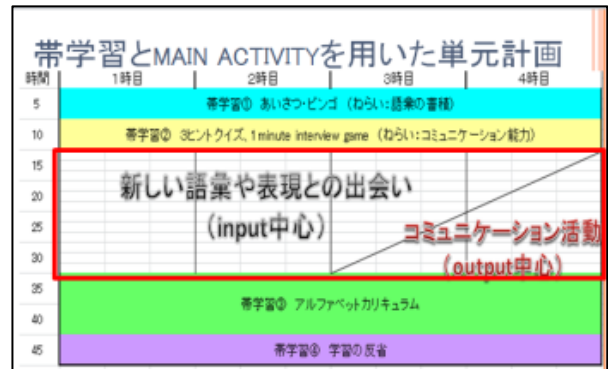 帯学習とMAIN ACTIVITYを用いた単元計画
時間 1時目 2時目 3時目 4時目
5 帯学習① あいさつ・ビンゴ (ねらい:語彙の蓄積)
10 帯学習② 3ヒントクイズ、1 minute interview game (ねらい:コミュニケーション能力)
15
新しい語彙や表現との出会い
20
(input中心)
25
コミュニケーション活動
30
(output中心)
35
帯学習③ アルファベットカリキュラム
40
45 帯学習④ 学習の反省